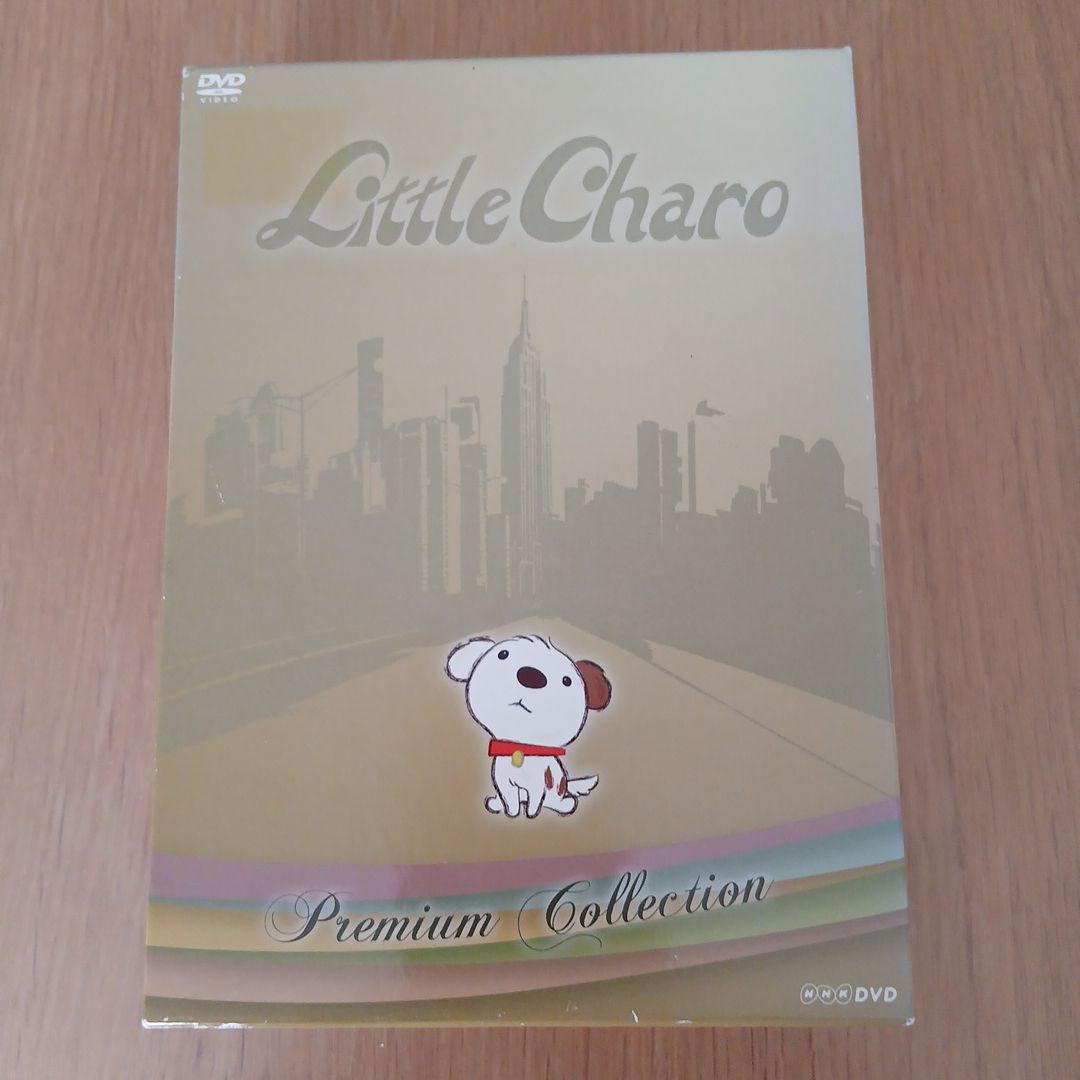 DVD
VIDEO
Little Charo
Premium Collection
NHK DVD